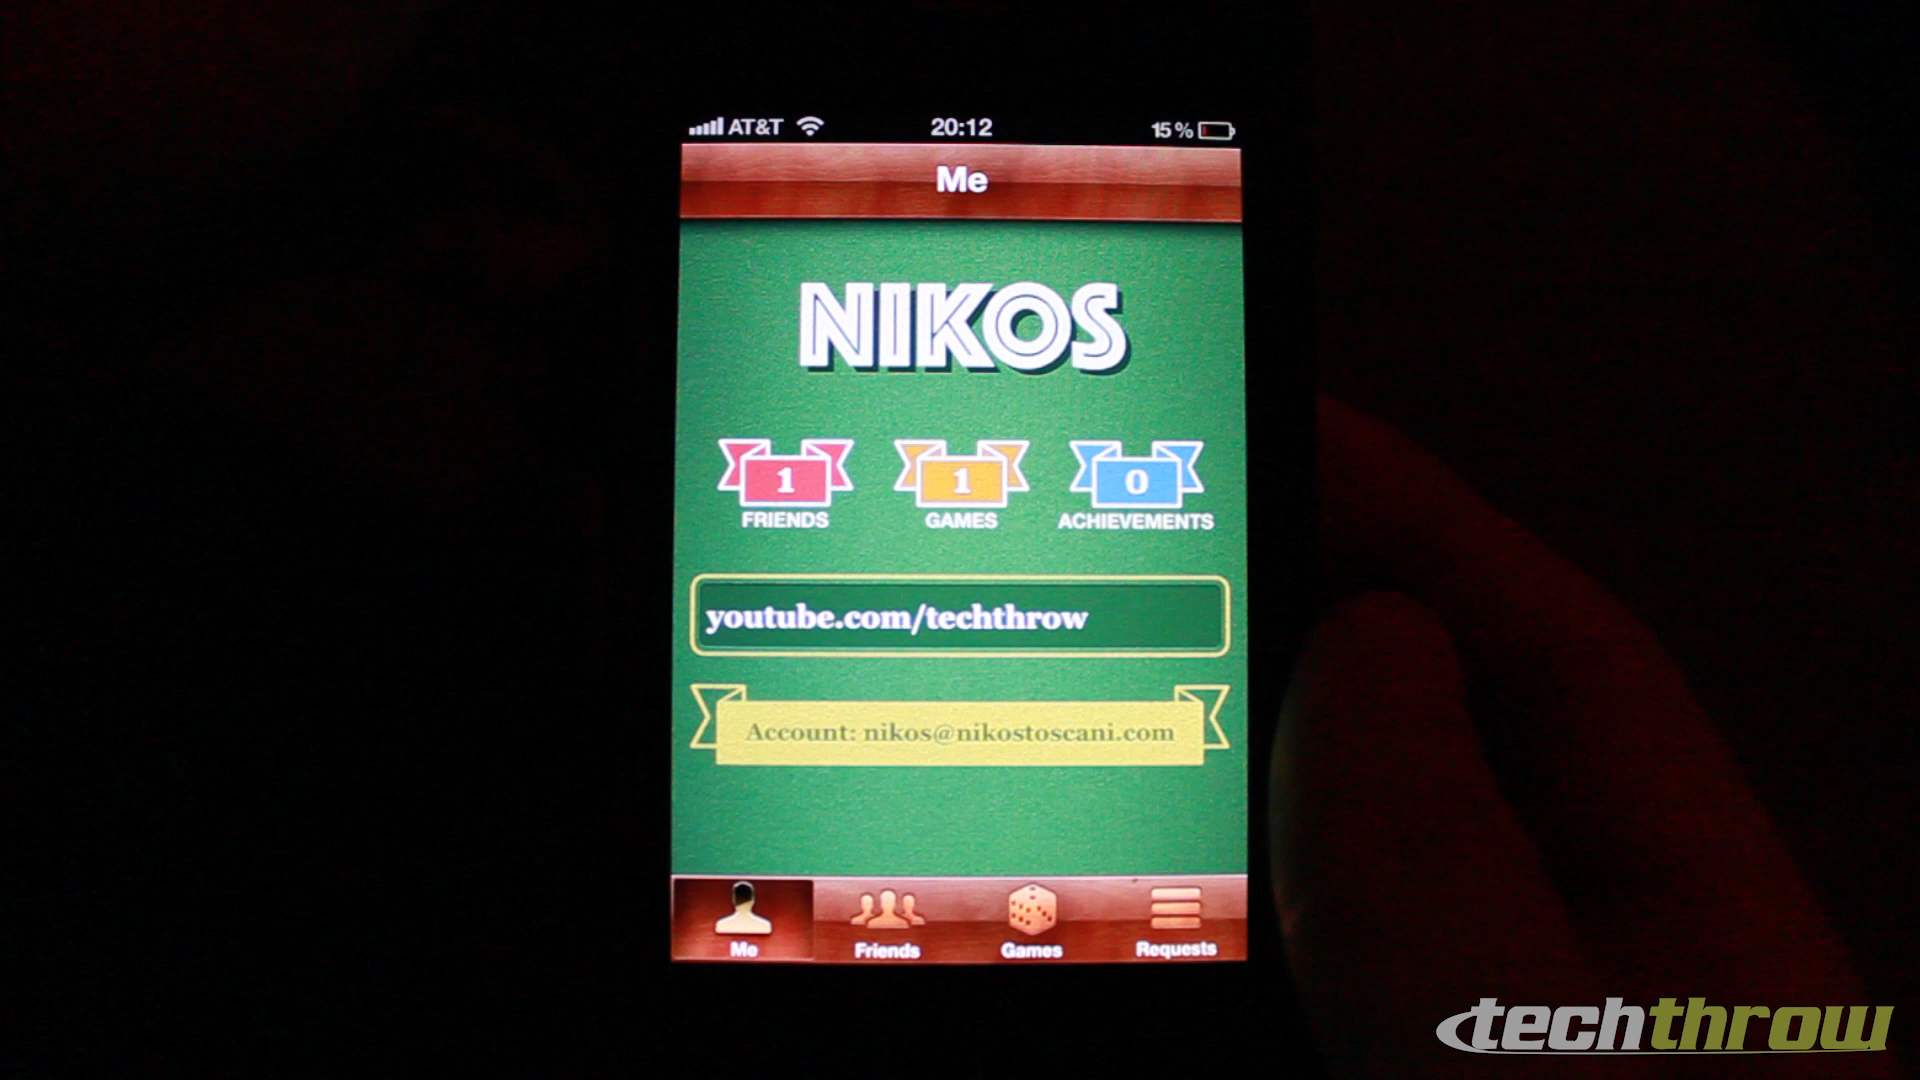 AT&T 20:12 15%
Me
NIKOS
1 1 0
FRIENDS GAMES ACHIEVEMENTS
youtube.com/techthrow
Account: nikos@nikostoscani.com
Me Friends Games Requests
techthrow